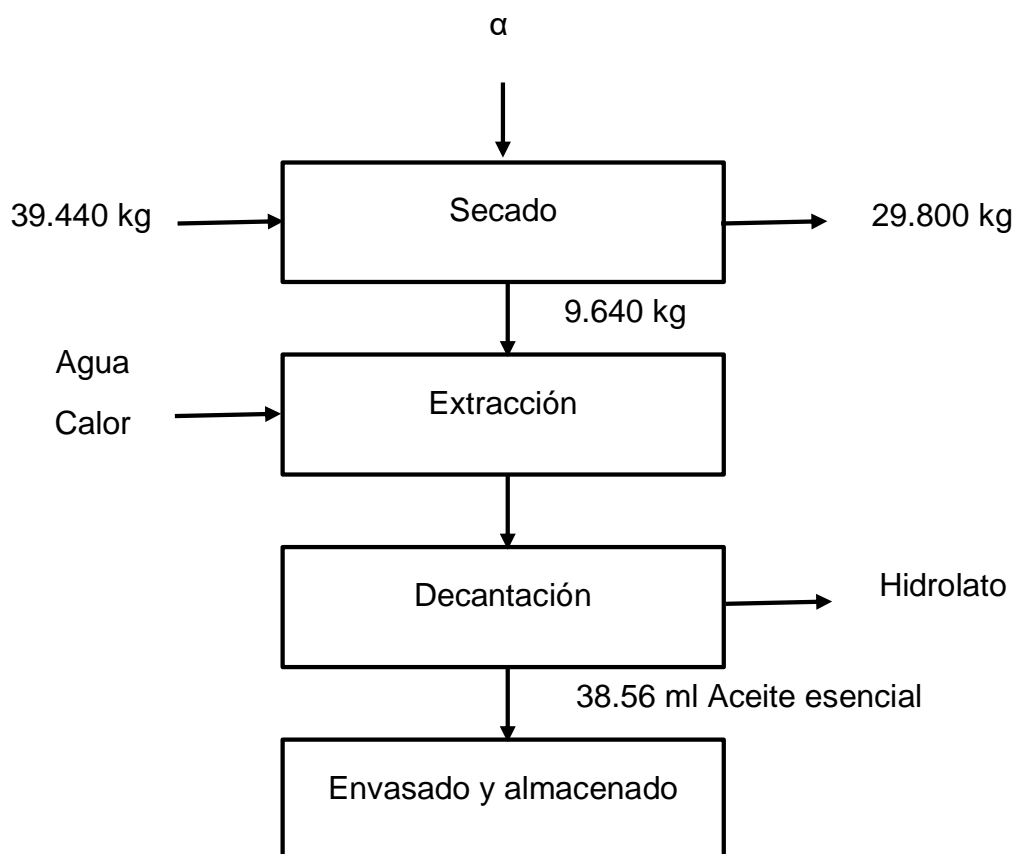 α
39.440 kg
Secado
29.800 kg
9.640 kg
Agua
Calor
Extracción
Decantación
Hidrolato
38.56 ml Aceite esencial
Envasado y almacenado